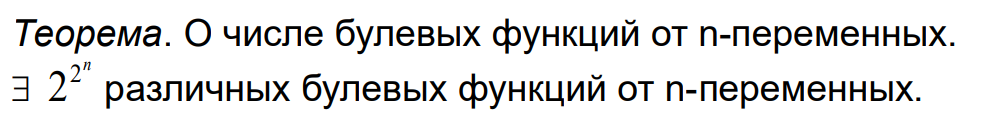 Теорема. О числе булевых функций от n-переменных.
∃ 2^{2^n} различных булевых функций от n-переменных.